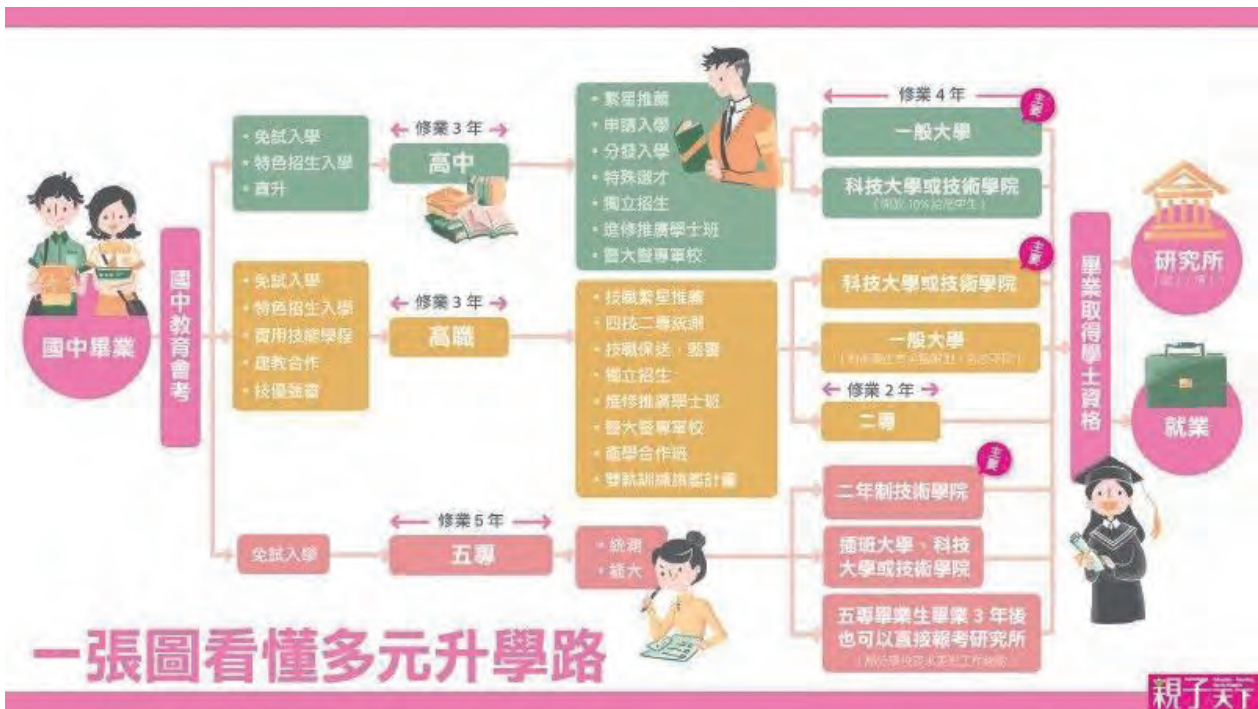 國中畢業
國中教育會考
・免試入學
・特色招生入學
・直升
修業 3 年
高中
・繁星推薦
・申請入學
・分發入學
・特殊選才
・獨立招生
・進修推廣學士班
・警大警專軍校
修業 4 年
主要
一般大學
科技大學或技術學院
・免試入學
・特色招生入學
・實用技能學程
・建教合作
・技優甄審
修業 3 年
高職
・技職繁星推薦
・四技二專統測
・技職保送、甄審
・獨立招生
・進修推廣學士班
・警大警專軍校
・產學合作班
・雙軌訓練旗艦計畫
主要
科技大學或技術學院
一般大學
修業 2 年
二專
免試入學
修業 5 年
五專
・統測
・
主要
二年制技術學院
插班大學、科技
大學或技術學院
五專畢業生畢業 3 年後
也可以直接報考研究所
畢業取得學士資格
研究所
就業
一張圖看懂多元升學路
親子天下